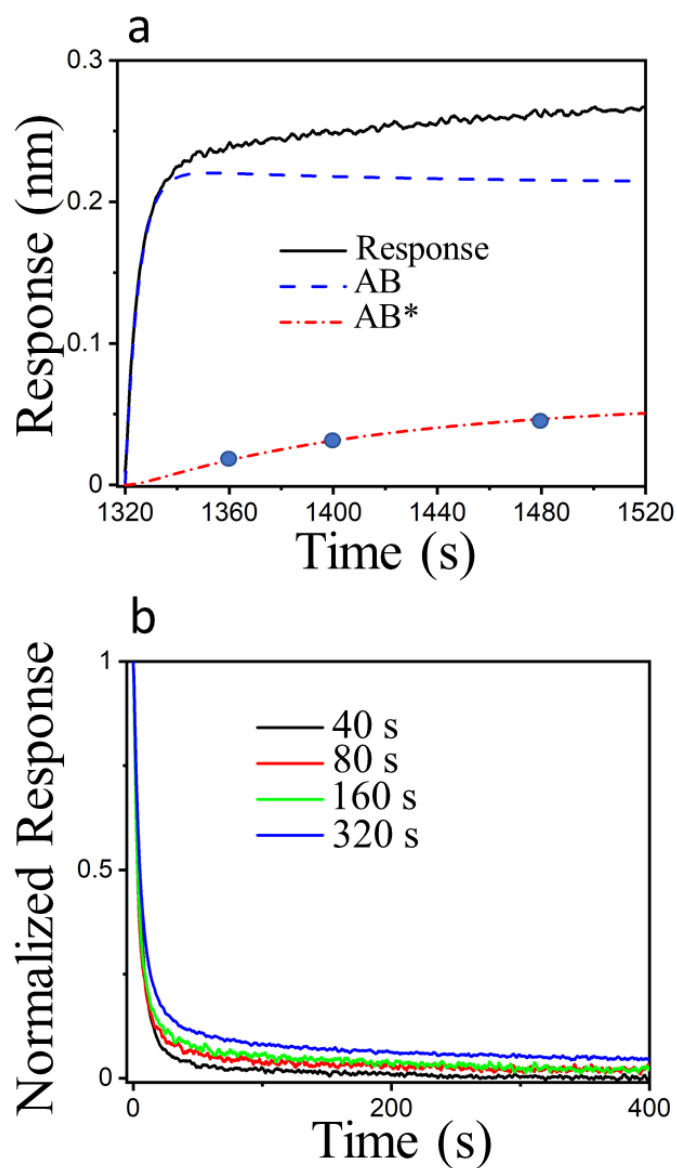 a
0.3
0.2
0.1
0
Response (nm)
Response
AB
AB*
1320 1360 1400 1440 1480 1520
Time (s)
b
1
0.5
0
Normalized Response
40 s
80 s
160 s
320 s
0 200 400
Time (s)